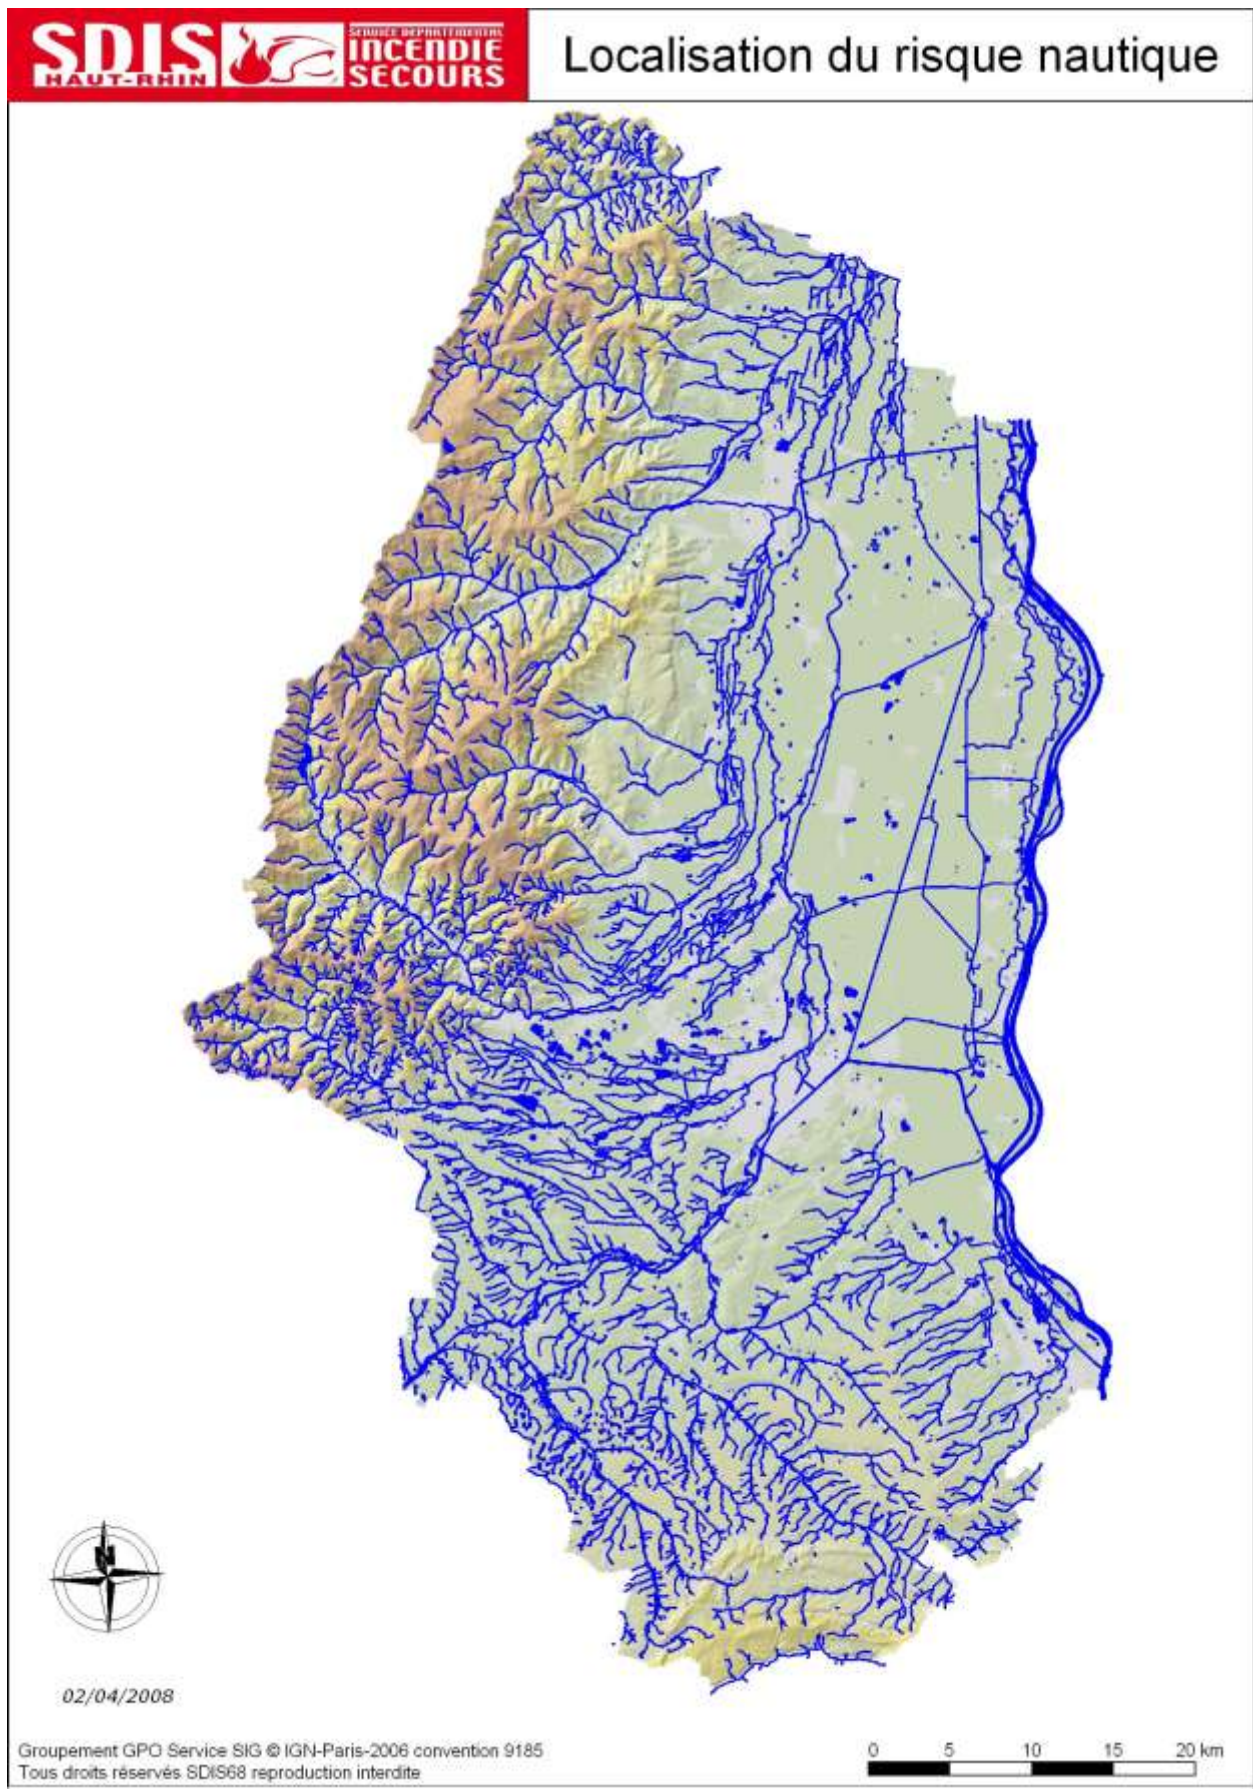 SDIS
HAUT-RHIN
SERVICE DEPARTEMENTAL
INCENDIE
SECOURS
Localisation du risque nautique
N
02/04/2008
Groupement GPO Service SIG © IGN-Paris-2006 convention 9185
Tous droits réservés SDIS68 reproduction interdite
0 5 10 15 20 km